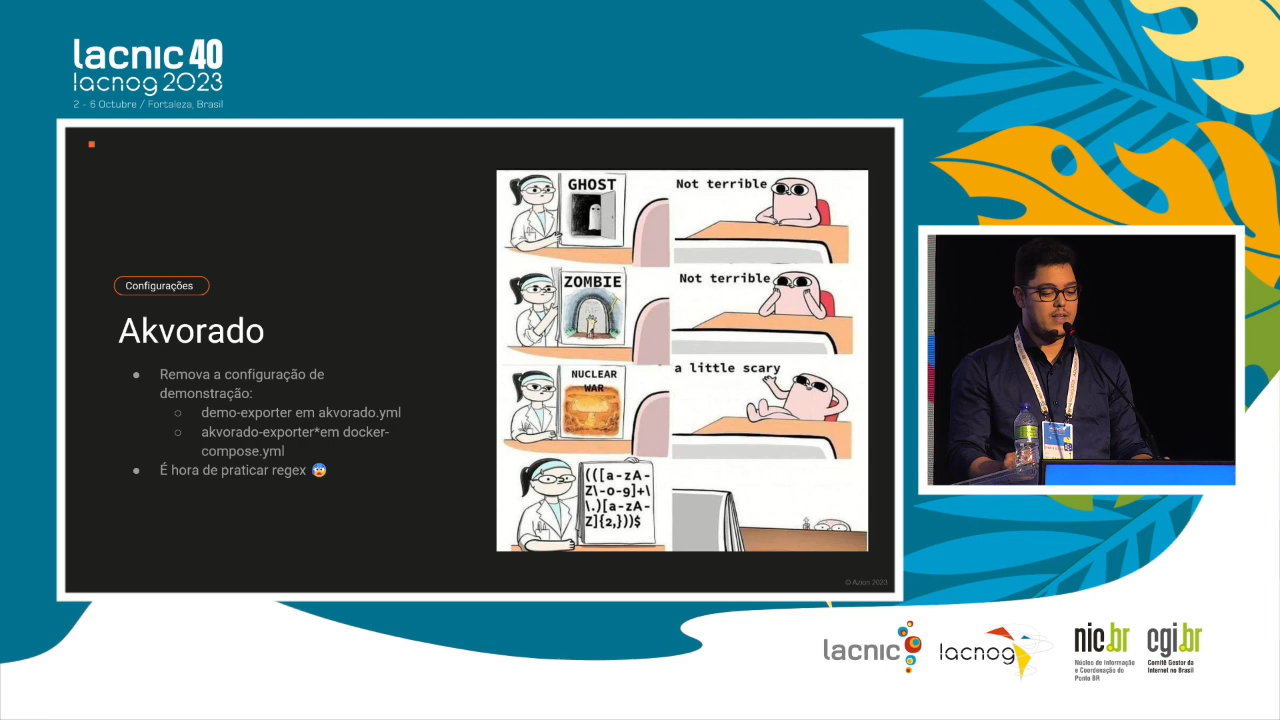 lacnic 40
lacnog 2023
2 - 6 Octubre / Fortaleza, Brasil
Configurações
Akvorado
● Remova a configuração de
demonstração:
○ demo-exporter em akvorado.yml
○ akvorado-exporter*em docker-
compose.yml
● É hora de praticar regex 😨
GHOST
Not terrible
ZOMBIE
Not terrible
NUCLEAR
WAR
a little scary
(([a-zA-
Z\-0-9]+\
\.)[a-zA-
Z]{2,}))$
© Azion 2023
lacnic
lacnog
nic.br
Núcleo de Informação
e Coordenação do
Ponto BR
cgi.br
Comitê Gestor da
Internet no Brasil